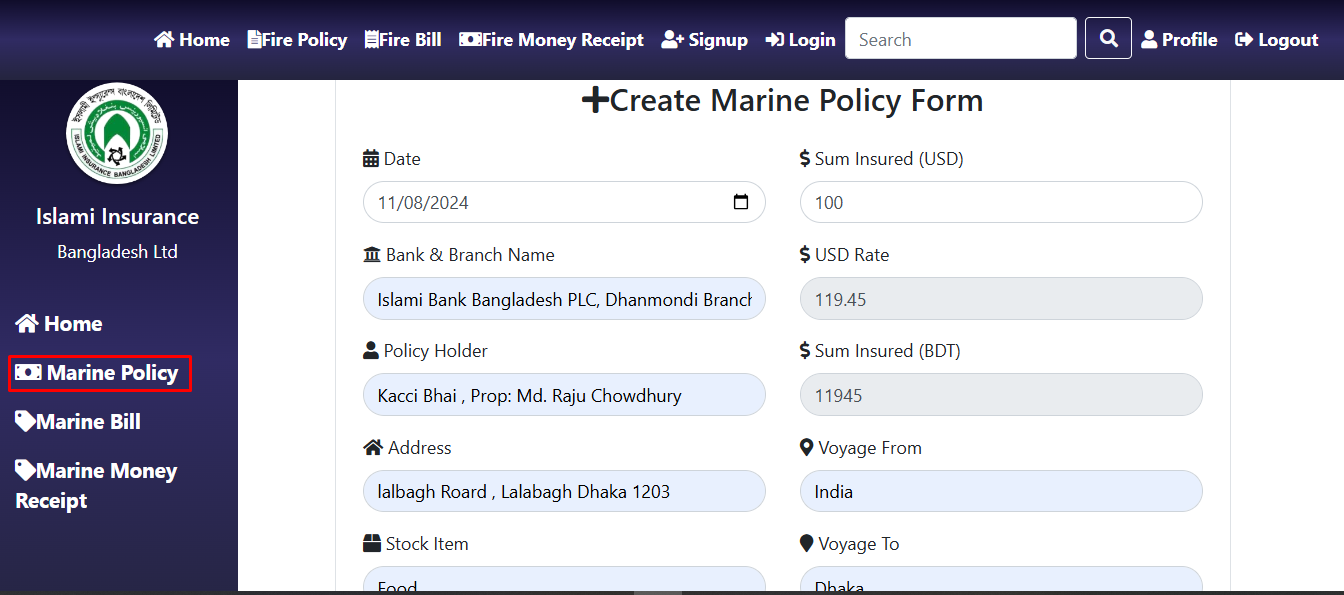 Home Fire Policy Fire Bill Fire Money Receipt Signup Login Search Profile Logout
ISLAMI INSURANCE BANGLADESH LIMITED
Islami Insurance
Bangladesh Ltd
Home
Marine Policy
Marine Bill
Marine Money
Receipt
Create Marine Policy Form
Date
11/08/2024
Sum Insured (USD)
100
Bank & Branch Name
Islami Bank Bangladesh PLC, Dhanmondi Branch
USD Rate
119.45
Policy Holder
Kacci Bhai , Prop: Md. Raju Chowdhury
Sum Insured (BDT)
11945
Address
lalbagh Roard , Lalabagh Dhaka 1203
Voyage From
India
Stock Item
Food
Voyage To
Dhaka